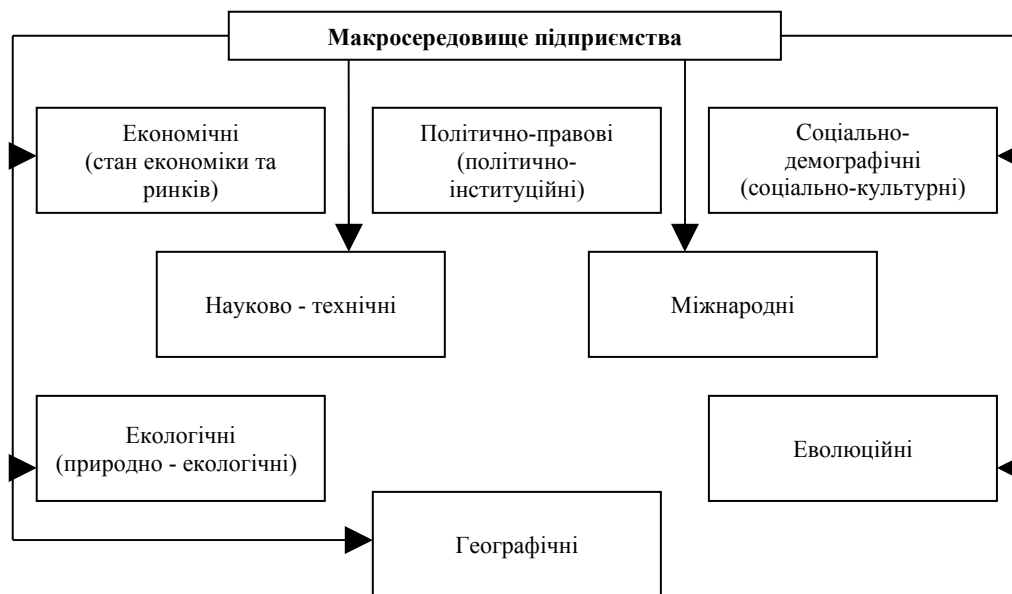 Макросередовище підприємства
Економічні
(стан економіки та
ринків)
Політично-правові
(політично-
інституційні)
Соціально-
демографічні
(соціально-культурні)
Науково - технічні
Міжнародні
Екологічні
(природно - екологічні)
Еволюційні
Географічні